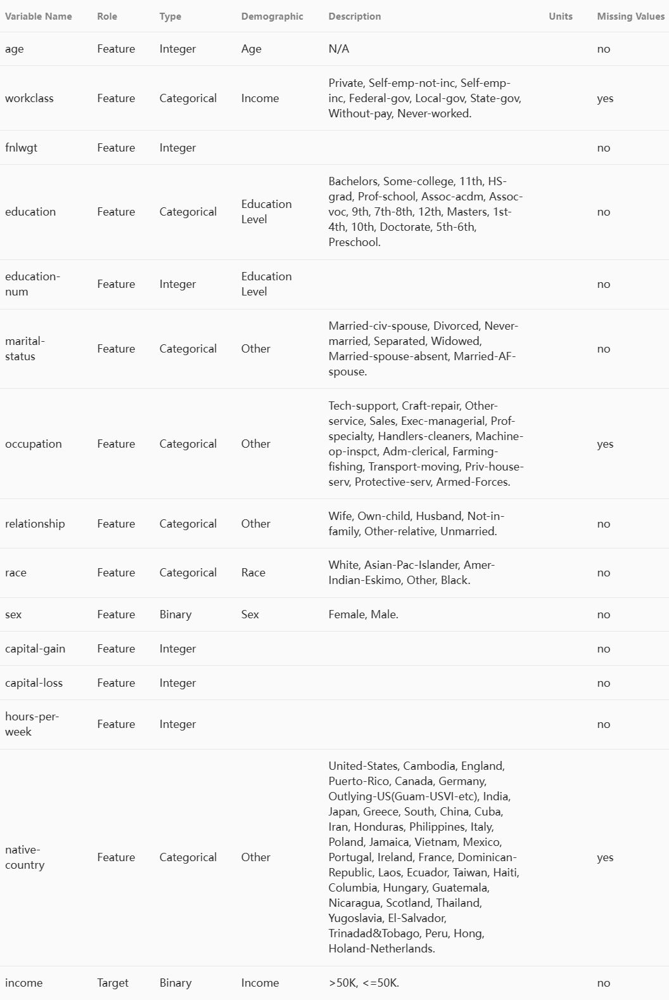 Variable Name Role Type Demographic Description Units Missing Values
age Feature Integer Age N/A no
Private, Self-emp-not-inc, Self-emp-
workclass Feature Categorical Income inc, Federal-gov, Local-gov, State-gov, yes
Without-pay, Never-worked.
fnlwgt Feature Integer no
Bachelors, Some-college, 11th, HS-
grad, Prof-school, Assoc-acdm, Assoc-
education Feature Categorical Education Level voc, 9th, 7th-8th, 12th, Masters, 1st- no
4th, 10th, Doctorate, 5th-6th,
Preschool.
education- Education
num Feature Integer Level no
Married-civ-spouse, Divorced, Never-
marital- married, Separated, Widowed,
status Feature Categorical Other Married-spouse-absent, Married-AF- no
spouse.
Tech-support, Craft-repair, Other-
service, Sales, Exec-managerial, Prof-
specialty, Handlers-cleaners, Machine-
occupation Feature Categorical Other op-inspct, Adm-clerical, Farming- yes
fishing, Transport-moving, Priv-house-
serv, Protective-serv, Armed-Forces.
relationship Feature Categorical Other Wife, Own-child, Husband, Not-in- no
family, Other-relative, Unmarried.
race Feature Categorical Race White, Asian-Pac-Islander, Amer- no
Indian-Eskimo, Other, Black.
sex Feature Binary Sex Female, Male. no
capital-gain Feature Integer no
capital-loss Feature Integer no
hours-per-
week Feature Integer no
United-States, Cambodia, England,
Puerto-Rico, Canada, Germany,
Outlying-US(Guam-USVI-etc), India,
Japan, Greece, South, China, Cuba,
Iran, Honduras, Philippines, Italy,
native- Poland, Jamaica, Vietnam, Mexico,
country Feature Categorical Other Portugal, Ireland, France, Dominican- yes
Republic, Laos, Ecuador, Taiwan, Haiti,
Columbia, Hungary, Guatemala,
Nicaragua, Scotland, Thailand,
Yugoslavia, El-Salvador,
Trinadad&Tobago, Peru, Hong,
Holand-Netherlands.
income Target Binary Income >50K, <=50K. no